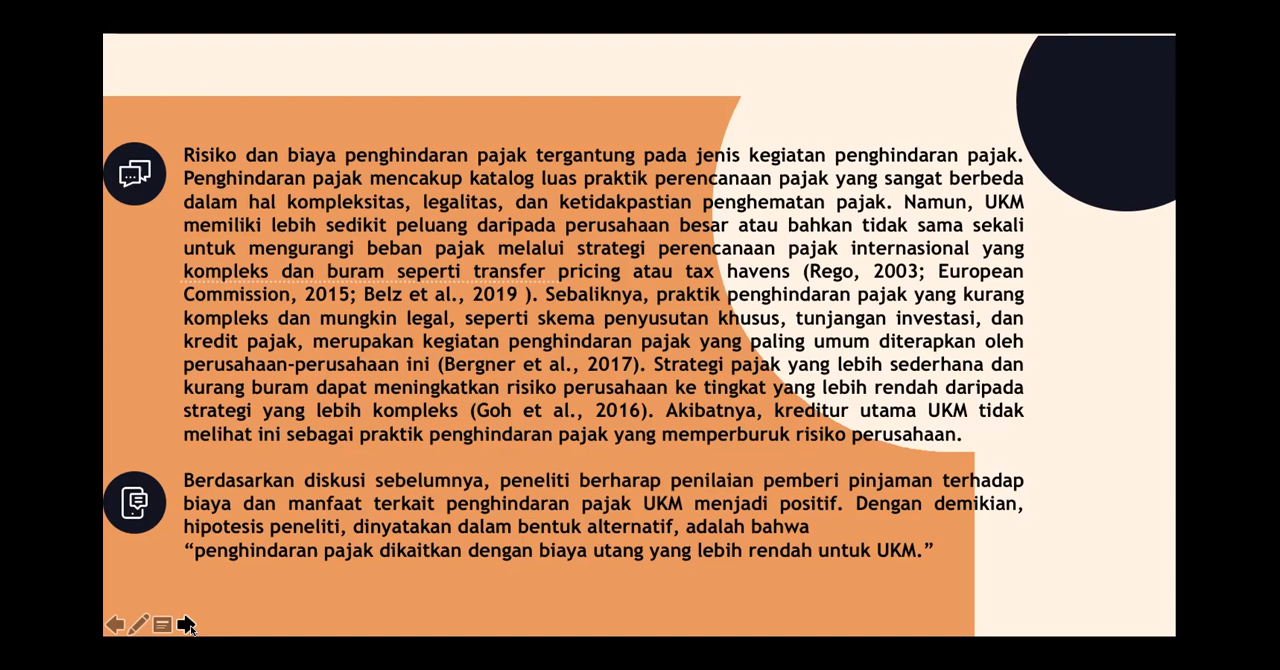 Risiko dan biaya penghindaran pajak tergantung pada jenis kegiatan penghindaran pajak.
Penghindaran pajak mencakup katalog luas praktik perencanaan pajak yang sangat berbeda
dalam hal kompleksitas, legalitas, dan ketidakpastian penghematan pajak. Namun, UKM
memiliki lebih sedikit peluang daripada perusahaan besar atau bahkan tidak sama sekali
untuk mengurangi beban pajak melalui strategi perencanaan pajak internasional yang
kompleks dan buram seperti transfer pricing atau tax havens (Rego, 2003; European
Commission, 2015; Belz et al., 2019 ). Sebaliknya, praktik penghindaran pajak yang kurang
kompleks dan mungkin legal, seperti skema penyusutan khusus, tunjangan investasi, dan
kredit pajak, merupakan kegiatan penghindaran pajak yang paling umum diterapkan oleh
perusahaan-perusahaan ini (Bergner et al., 2017). Strategi pajak yang lebih sederhana dan
kurang buram dapat meningkatkan risiko perusahaan ke tingkat yang lebih rendah daripada
strategi yang lebih kompleks (Goh et al., 2016). Akibatnya, kreditur utama UKM tidak
melihat ini sebagai praktik penghindaran pajak yang memperburuk risiko perusahaan.
Berdasarkan diskusi sebelumnya, peneliti berharap penilaian pemberi pinjaman terhadap
biaya dan manfaat terkait penghindaran pajak UKM menjadi positif. Dengan demikian,
hipotesis peneliti, dinyatakan dalam bentuk alternatif, adalah bahwa
“penghindaran pajak dikaitkan dengan biaya utang yang lebih rendah untuk UKM.”